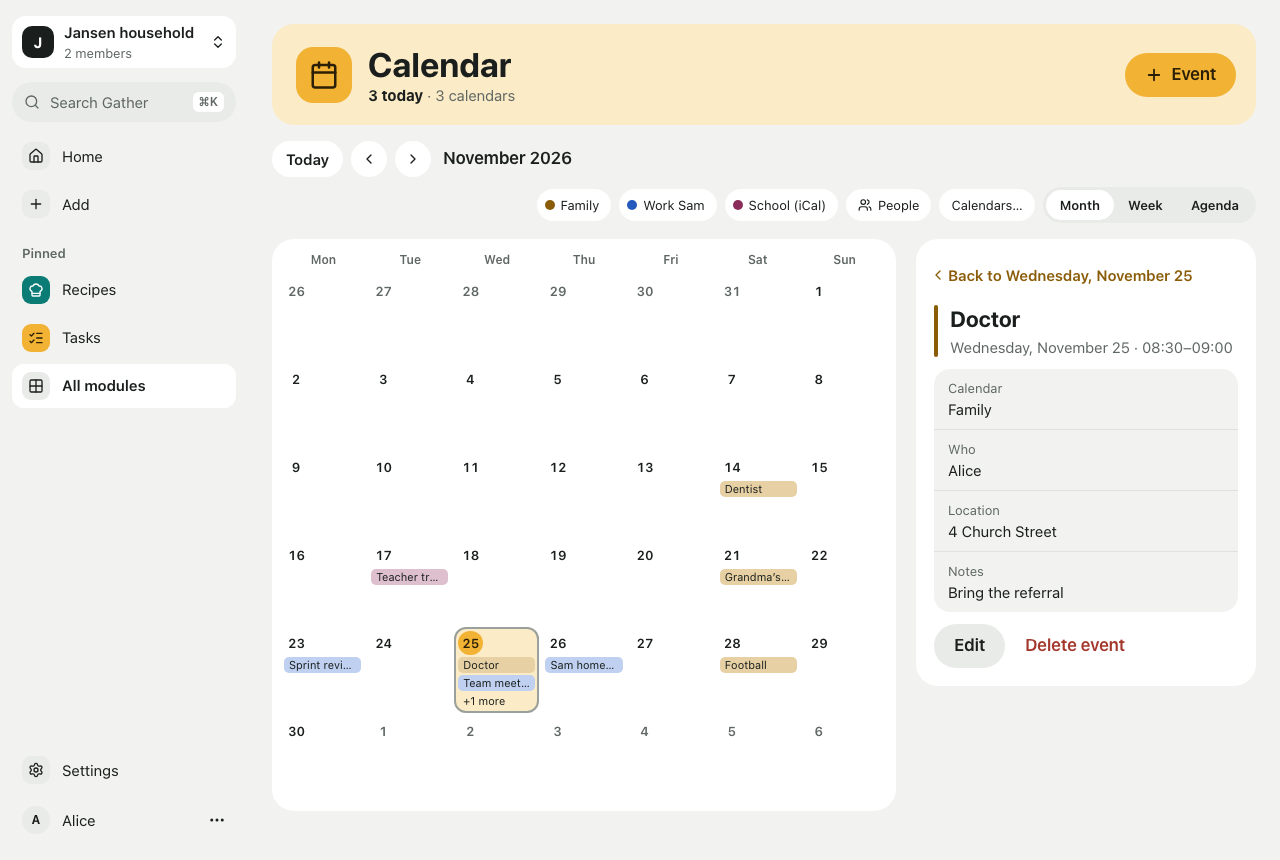 J
Jansen household
2 members
Search Gather
⌘K
Home
Add
Pinned
Recipes
Tasks
All modules
Settings
A
Alice
Calendar
3 today · 3 calendars
Event
Today
November 2026
Family
Work Sam
School (iCal)
People
Calendars…
Month
Week
Agenda
Mon Tue Wed Thu Fri Sat Sun
26 27 28 29 30 31 1
2 3 4 5 6 7 8
9 10 11 12 13 14 15
Dentist
16 17 18 19 20 21 22
Teacher tr… Grandma's…
23 24 25 26 27 28 29
Sprint revi… Doctor Sam home… Football
Team meet…
+1 more
30 1 2 3 4 5 6
Back to Wednesday, November 25
Doctor
Wednesday, November 25 · 08:30–09:00
Calendar
Family
Who
Alice
Location
4 Church Street
Notes
Bring the referral
Edit
Delete event